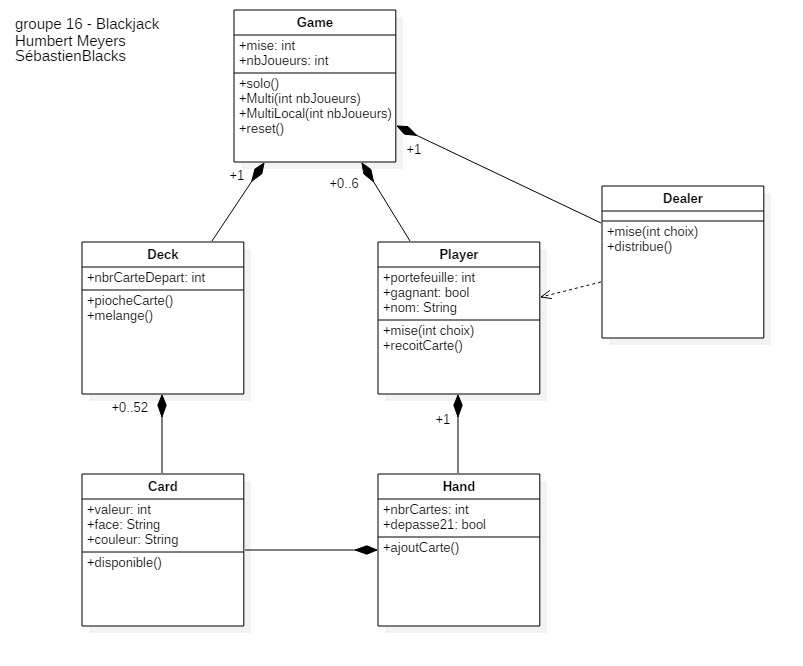 groupe 16 - Blackjack
Humbert Meyers
SébastienBlacks
Game
+mise: int
+nbJoueurs: int
+solo()
+Multi(int nbJoueurs)
+MultiLocal(int nbJoueurs)
+reset()
+1
+0..6
+1
Dealer
+mise(int choix)
+distribue()
Deck
+nbrCarteDepart: int
+piocheCarte()
+melange()
Player
+portefeuille: int
+gagnant: bool
+nom: String
+mise(int choix)
+recoitCarte()
+0..52
+1
Card
+valeur: int
+face: String
+couleur: String
+disponible()
Hand
+nbrCartes: int
+depasse21: bool
+ajoutCarte()